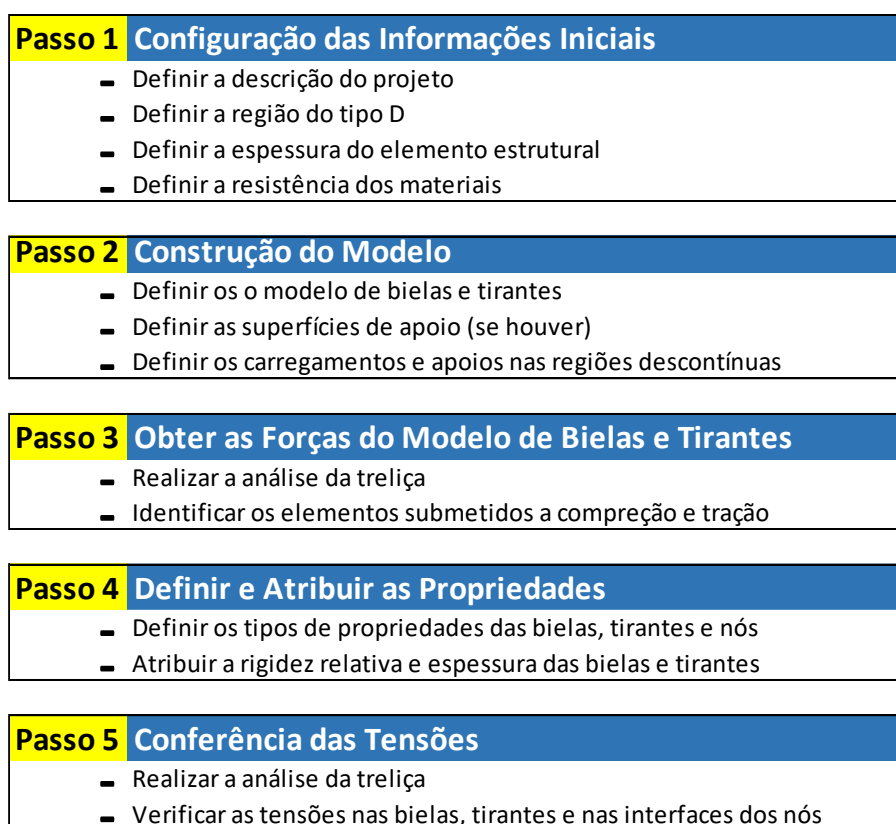 Passo 1 Configuração das Informações Iniciais
- Definir a descrição do projeto
- Definir a região do tipo D
- Definir a espessura do elemento estrutural
- Definir a resistência dos materiais
Passo 2 Construção do Modelo
- Definir os o modelo de bielas e tirantes
- Definir as superfícies de apoio (se houver)
- Definir os carregamentos e apoios nas regiões descontínuas
Passo 3 Obter as Forças do Modelo de Bielas e Tirantes
- Realizar a análise da treliça
- Identificar os elementos submetidos a compreção e tração
Passo 4 Definir e Atribuir as Propriedades
- Definir os tipos de propriedades das bielas, tirantes e nós
- Atribuir a rigidez relativa e espessura das bielas e tirantes
Passo 5 Conferência das Tensões
- Realizar a análise da treliça
- Verificar as tensões nas bielas, tirantes e nas interfaces dos nós